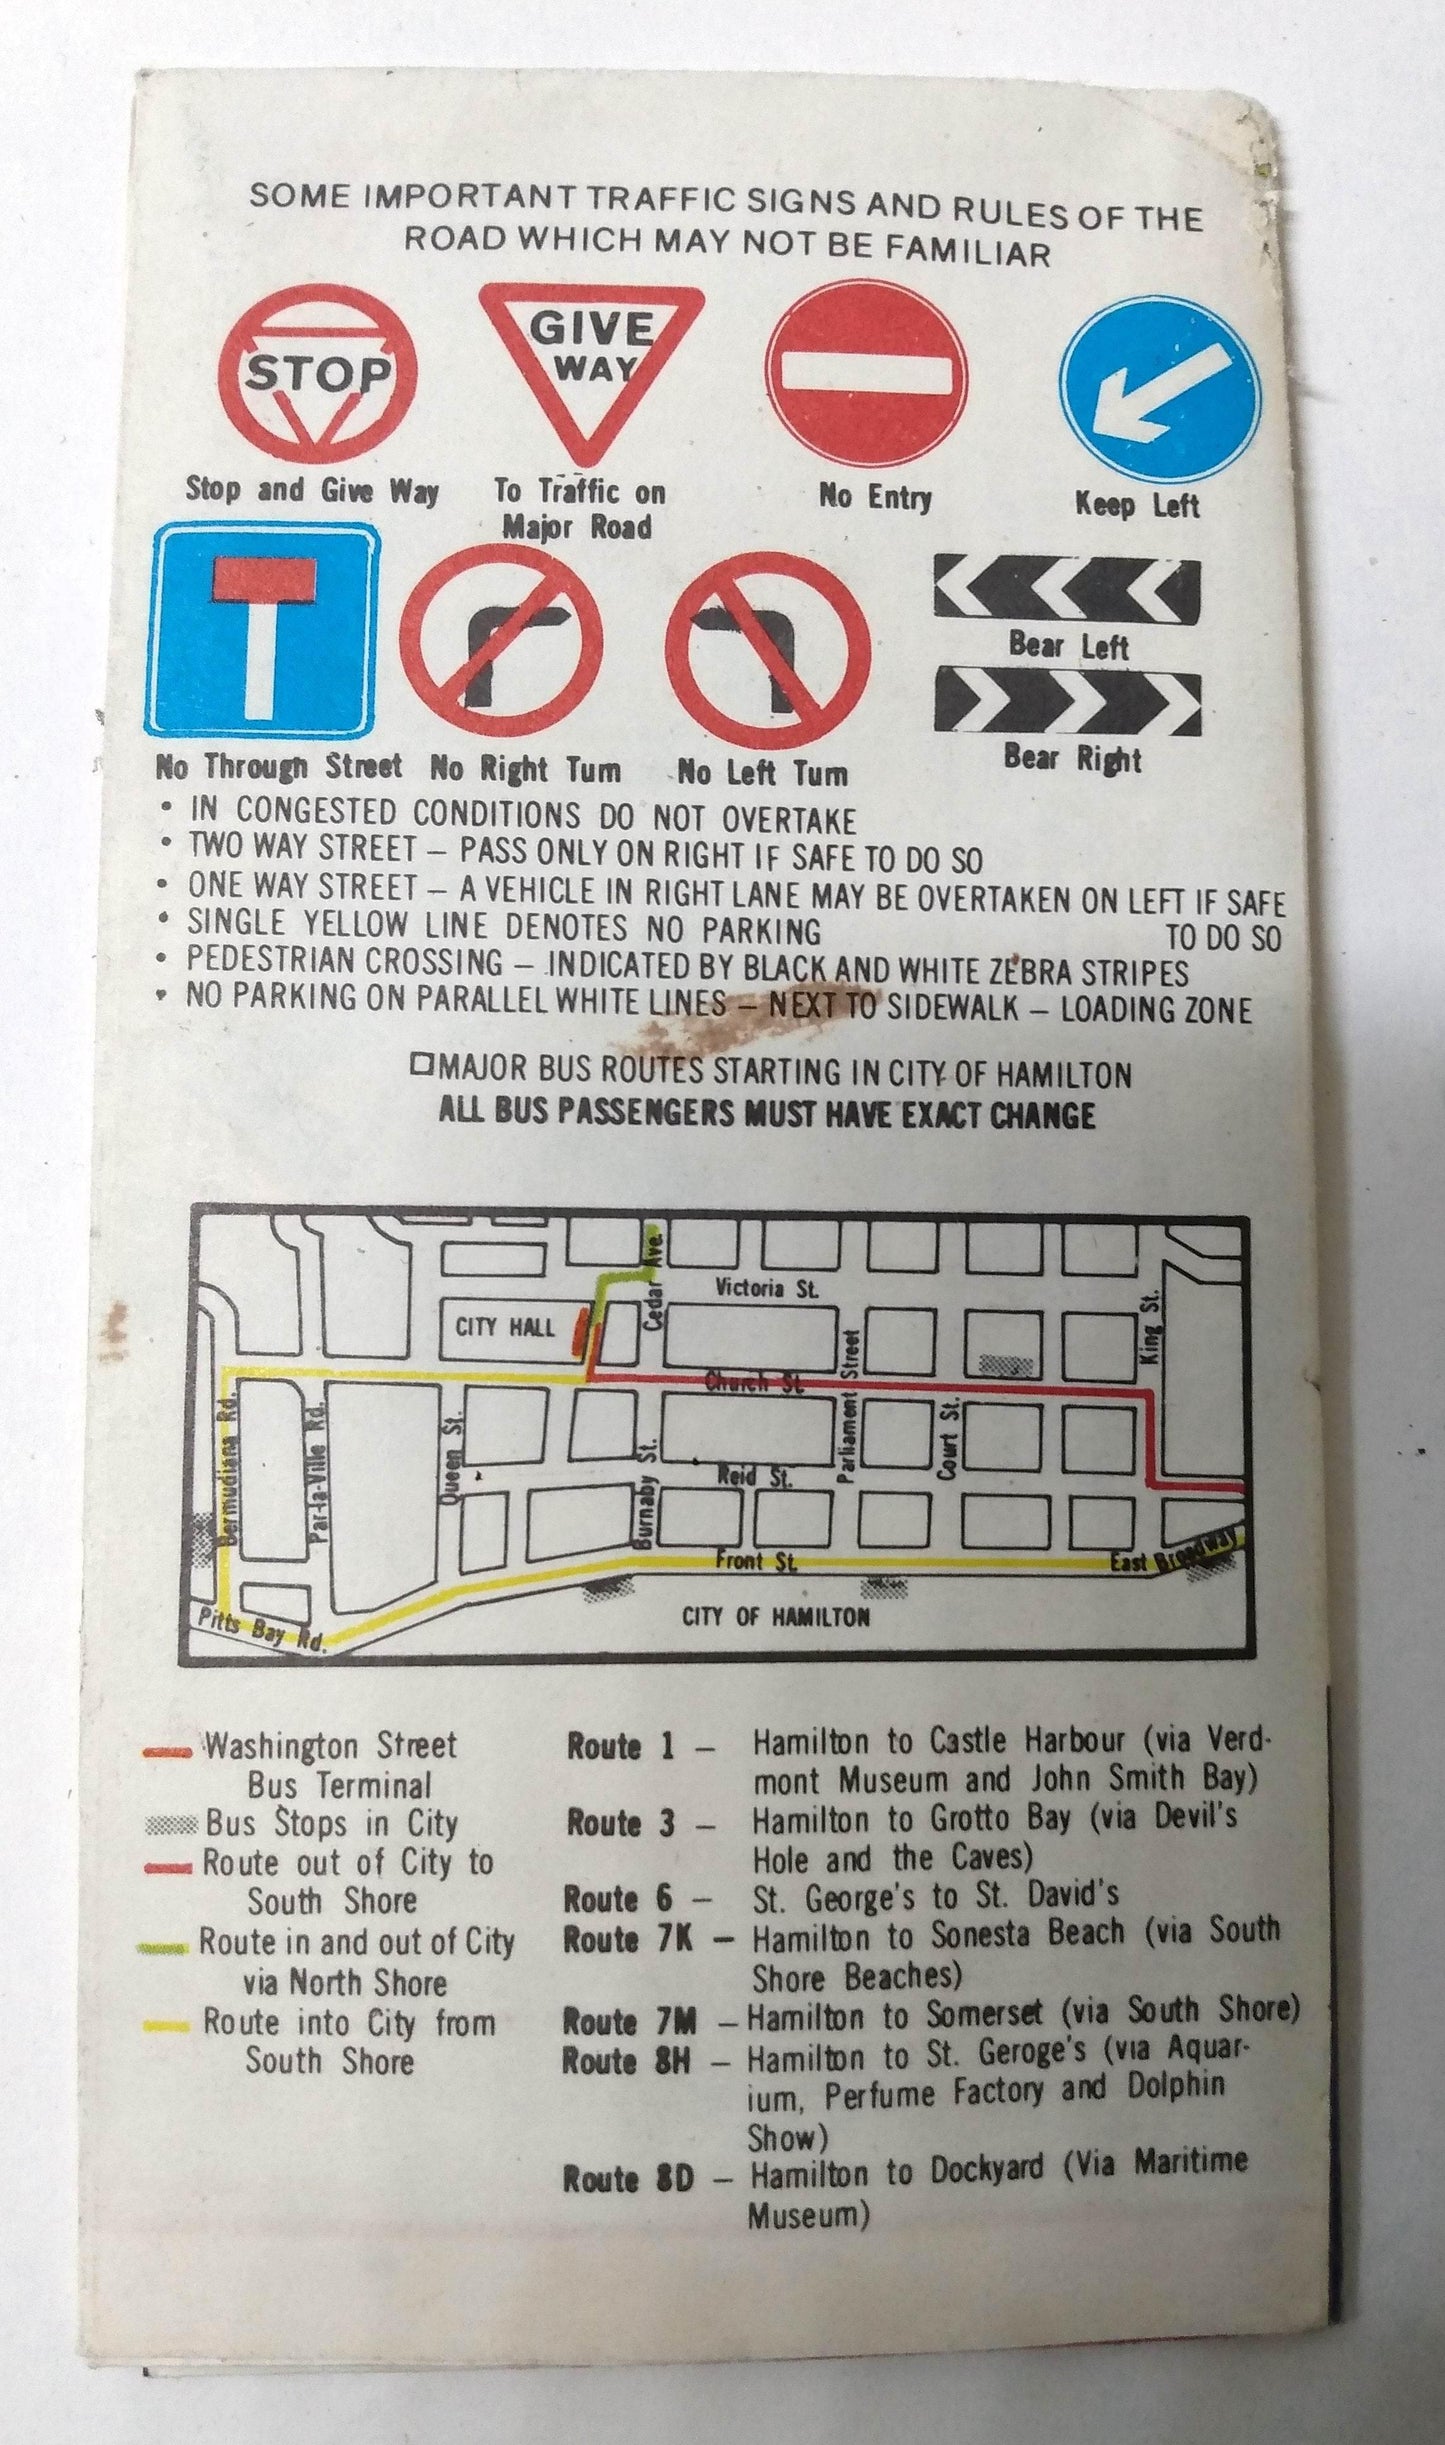 SOME IMPORTANT TRAFFIC SIGNS AND RULES OF THE
ROAD WHICH MAY NOT BE FAMILIAR
STOP
GIVE
WAY
Stop and Give Way
To Traffic on
Major Road
No Entry
Keep Left
No Through Street
No Right Turn
No Left Turn
Bear Left
Bear Right
• IN CONGESTED CONDITIONS DO NOT OVERTAKE
• TWO WAY STREET – PASS ONLY ON RIGHT IF SAFE TO DO SO
• ONE WAY STREET – A VEHICLE IN RIGHT LANE MAY BE OVERTAKEN ON LEFT IF SAFE
TO DO SO
• SINGLE YELLOW LINE DENOTES NO PARKING
• PEDESTRIAN CROSSING – INDICATED BY BLACK AND WHITE ZEBRA STRIPES
• NO PARKING ON PARALLEL WHITE LINES – NEXT TO SIDEWALK – LOADING ZONE
□MAJOR BUS ROUTES STARTING IN CITY OF HAMILTON
ALL BUS PASSENGERS MUST HAVE EXACT CHANGE
Cedar Ave.
Victoria St.
CITY HALL
King St.
Church St.
Parliament Street
Bermudiana Rd.
Par-la-Ville Rd.
Queen St.
Burnaby St.
Court St.
Reid St.
Front St.
East Broadway
Pitts Bay Rd.
CITY OF HAMILTON
Washington Street
Bus Terminal
Bus Stops in City
Route out of City to
South Shore
Route in and out of City
via North Shore
Route into City from
South Shore
Route 1 – Hamilton to Castle Harbour (via Verd-
mont Museum and John Smith Bay)
Route 3 – Hamilton to Grotto Bay (via Devil's
Hole and the Caves)
Route 6 – St. George's to St. David's
Route 7K – Hamilton to Sonesta Beach (via South
Shore Beaches)
Route 7M – Hamilton to Somerset (via South Shore)
Route 8H – Hamilton to St. Geroge's (via Aquar-
ium, Perfume Factory and Dolphin
Show)
Route 8D – Hamilton to Dockyard (Via Maritime
Museum)